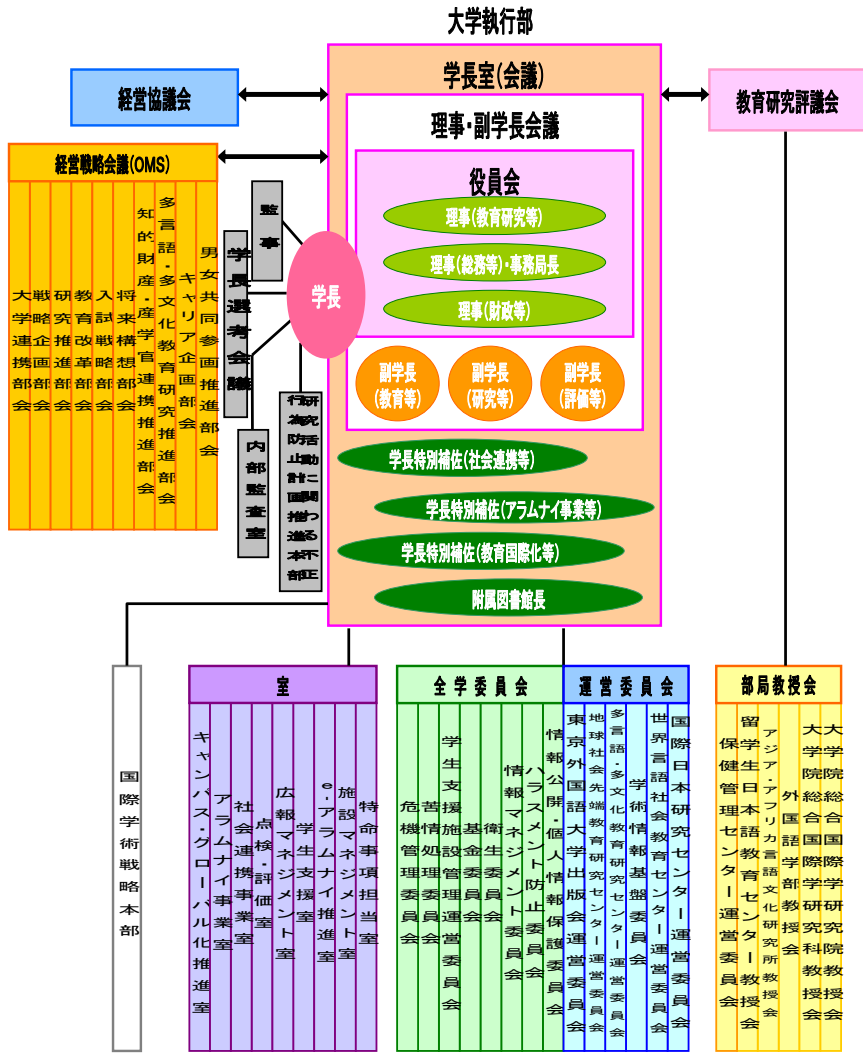 大学執行部
学長室(会議)
経営協議会
教育研究評議会
理事・副学長会議
経営戦略会議(OMS)
役員会
理事(教育研究等)
理事(総務等)・事務局長
理事(財政等)
学長
監事
学長選考会議
内部監査室
研究活動に関わる不正
行為防止計画推進本部
副学長
(教育等)
副学長
(研究等)
副学長
(評価等)
学長特別補佐(社会連携等)
学長特別補佐(アラムナイ事業等)
学長特別補佐(教育国際化等)
附属図書館長
男女共同参画推進部会
キャリア企画部会
多言語・多文化教育研究推進部会
知的財産・産学官連携推進部会
将来構想部会
入試戦略部会
教育改革部会
研究推進部会
戦略企画部会
大学連携部会
国際学術戦略本部
室
特命事項担当室
施設マネジメント室
e-アラムナイ推進室
学生支援室
広報マネジメント室
点検・評価室
社会連携事業室
アラムナイ事業室
キャンパス・グローバル化推進室
全学委員会
情報公開・個人情報保護委員会
ハラスメント防止委員会
情報マネジメント委員会
衛生委員会
基金委員会
学生支援施設管理運営委員会
苦情処理委員会
危機管理委員会
運営委員会
国際日本研究センター運営委員会
世界言語社会教育センター運営委員会
学術情報基盤委員会
多言語・多文化教育研究センター運営委員会
地球社会先端教育研究センター運営委員会
東京外国語大学出版会運営委員会
部局教授会
大学院総合国際学研究院教授会
大学院総合国際学研究科教授会
外国語学部教授会
アジア・アフリカ言語文化研究所教授会
留学生日本語教育センター教授会
保健管理センター運営委員会